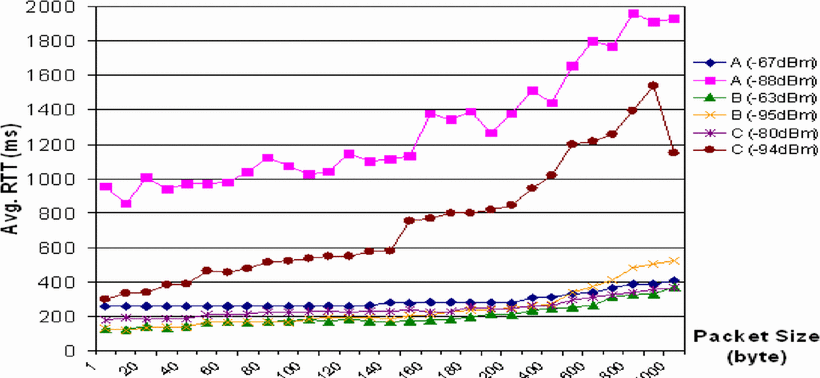 2000
1800
1600
1400
1200
1000
800
600
400
200
0
Avg. RTT (ms)
1
20
40
60
80
100
120
140
160
180
200
400
600
800
1000
Packet Size
(byte)
A (-67dBm)
A (-88dBm)
B (-63dBm)
B (-95dBm)
C (-80dBm)
C (-94dBm)